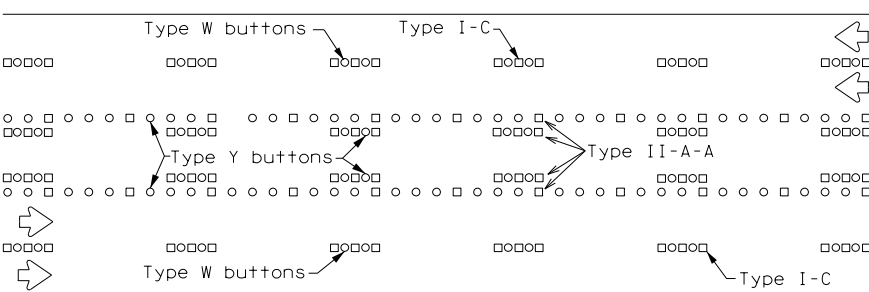 Type W buttons
Type I-C
Type Y buttons
Type II-A-A
Type W buttons
Type I-C